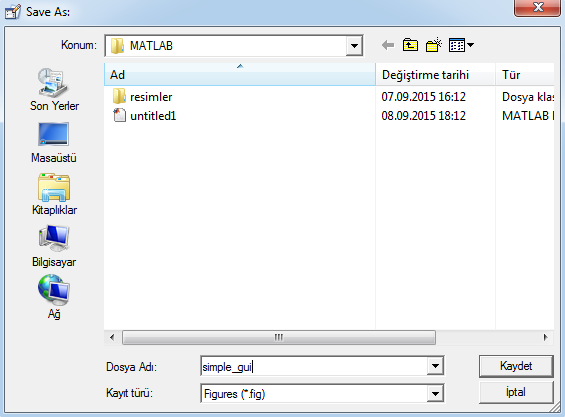 Save As:
Konum: MATLAB
Son Yerler
Masaüstü
Kitaplıklar
Bilgisayar
Ağ
Ad Değiştirme tarihi Tür
resimler 07.09.2015 16:12 Dosya klas
untitled1 08.09.2015 18:12 MATLAB
Dosya Adı: simple_gui Kaydet
Kayıt türü: Figures (*.fig) İptal